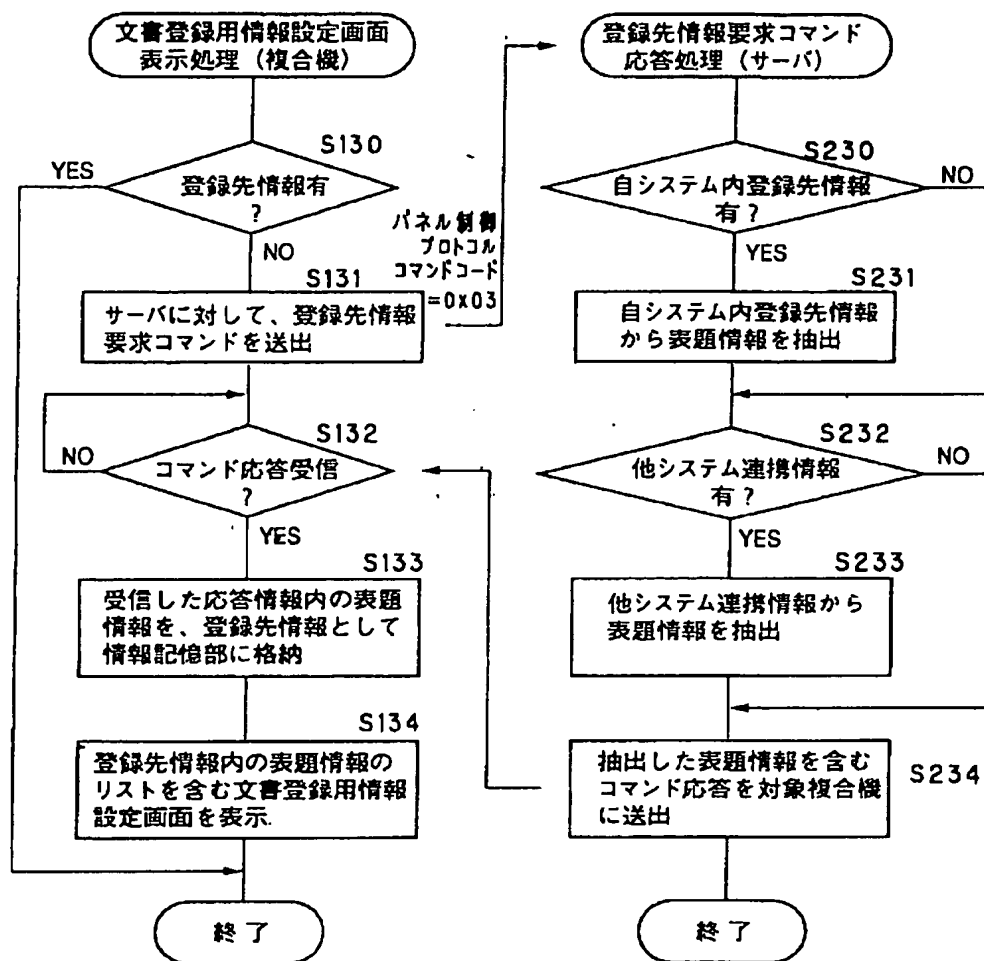 文書登録用情報設定画面
表示処理(複合機)
S130
YES
登録先情報有
?
NO
パネル制御
プロトコル
コマンドコード
=0x03
S131
サーバに対して、登録先情報
要求コマンドを送出
S132
NO
コマンド応答受信
?
YES
S133
受信した応答情報内の表題
情報を、登録先情報として
情報記憶部に格納
S134
登録先情報内の表題情報の
リストを含む文書登録用情報
設定画面を表示.
終了
登録先情報要求コマンド
応答処理(サーバ)
S230
NO
自システム内登録先情報
有?
YES
S231
自システム内登録先情報
から表題情報を抽出
S232
NO
他システム連携情報
有?
YES
S233
他システム連携情報から
表題情報を抽出
S234
抽出した表題情報を含む
コマンド応答を対象複合機
に送出
終了